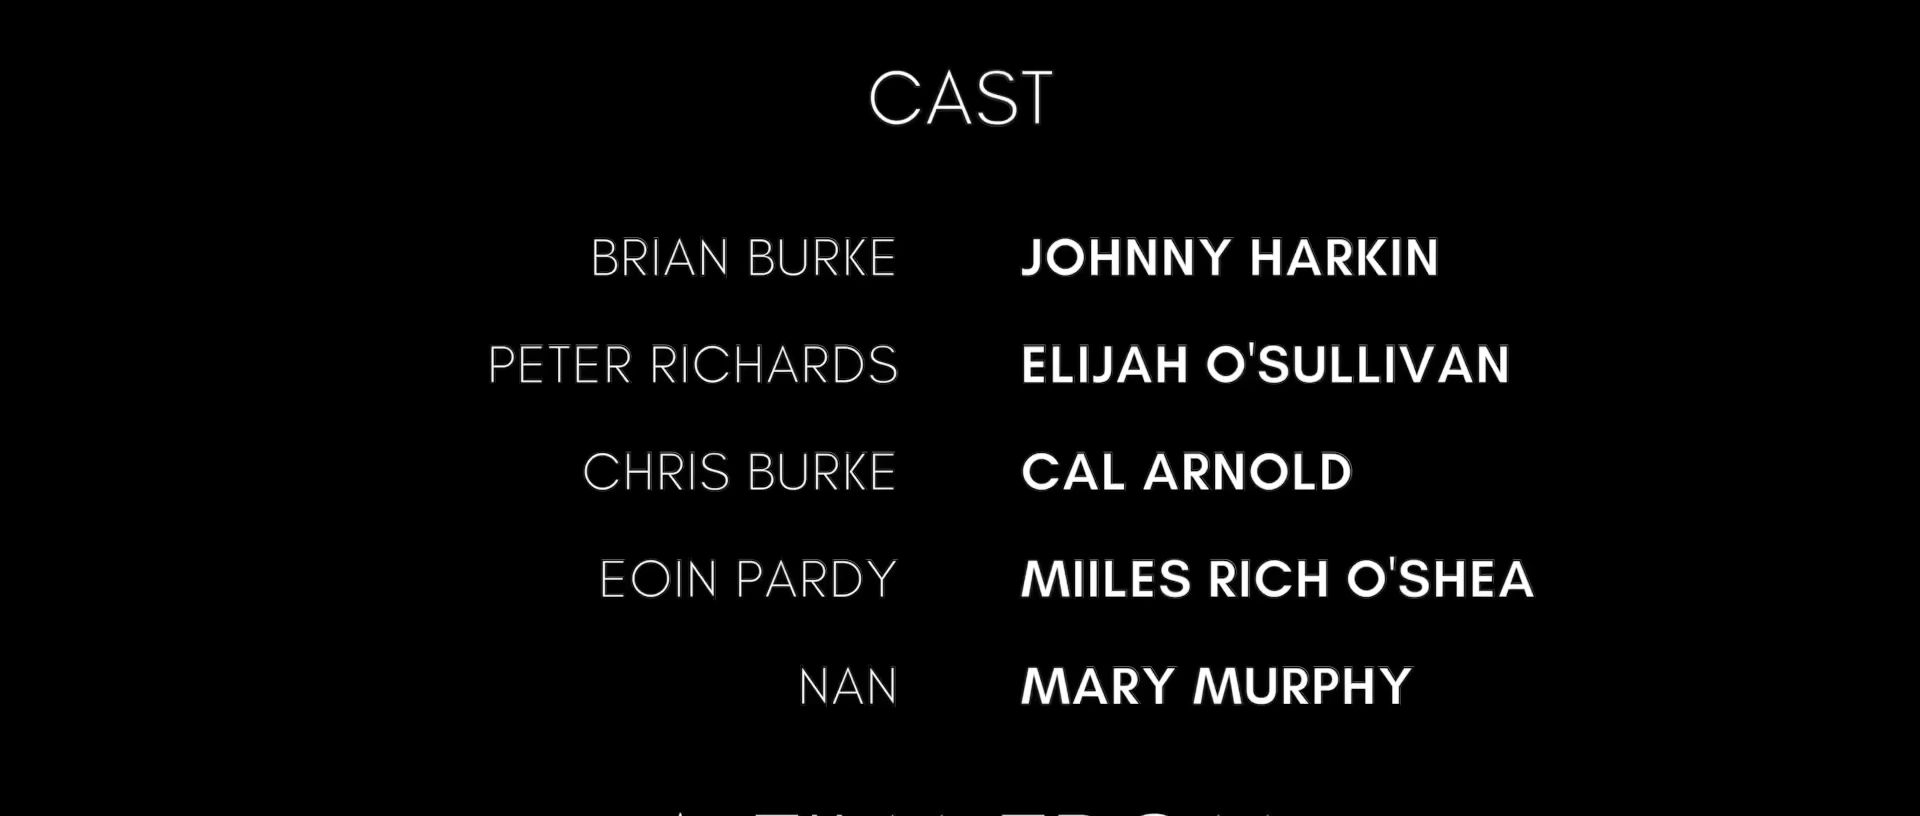 CAST
BRIAN BURKE JOHNNY HARKIN
PETER RICHARDS ELIJAH O'SULLIVAN
CHRIS BURKE CAL ARNOLD
EOIN PARDY MIILES RICH O'SHEA
NAN MARY MURPHY